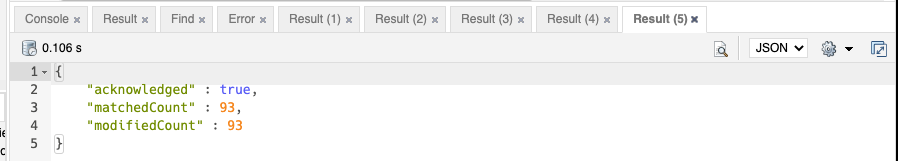 Console × Result × Find × Error × Result (1) × Result (2) × Result (3) × Result (4) × Result (5) ×
0.106 s JSON
1 {
2 "acknowledged" : true,
3 "matchedCount" : 93,
4 "modifiedCount" : 93
5 }